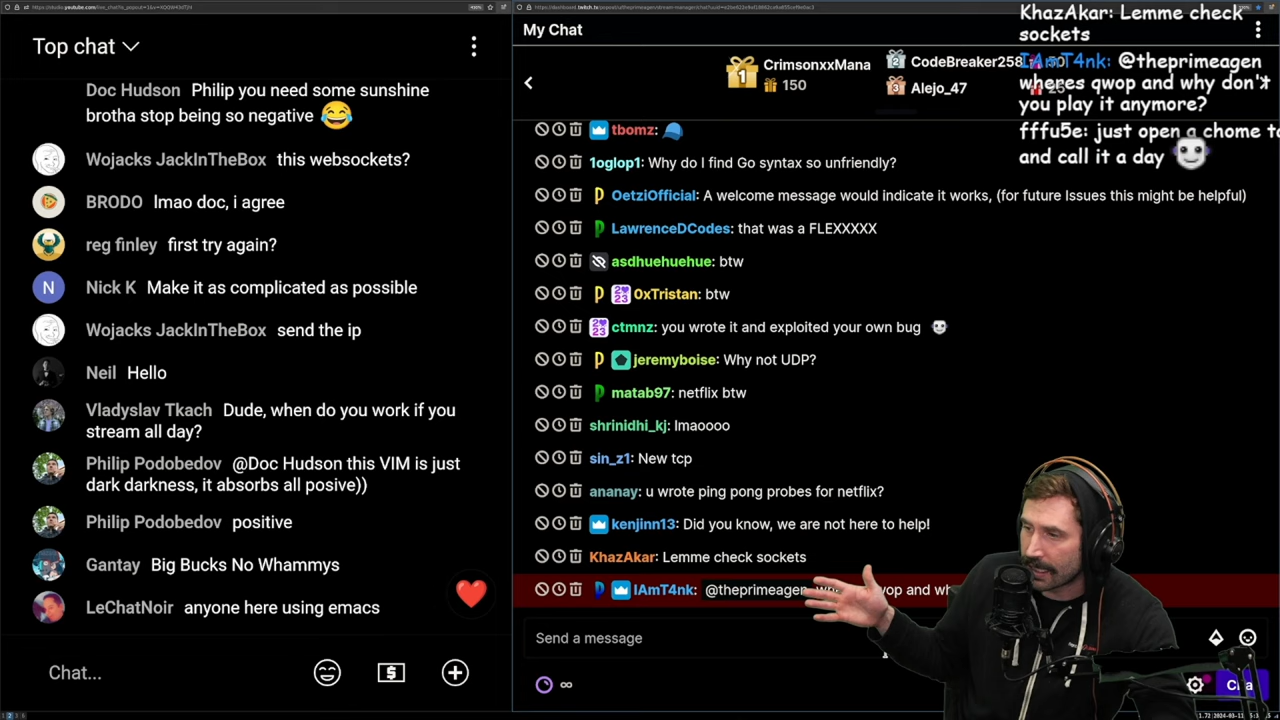 Top chat
Doc Hudson Philip you need some sunshine
brotha stop being so negative 😂
Wojacks JackInTheBox this websockets?
BRODO lmao doc, i agree
reg finley first try again?
N Nick K Make it as complicated as possible
Wojacks JackInTheBox send the ip
Neil Hello
Vladyslav Tkach Dude, when do you work if you
stream all day?
Philip Podobedov @Doc Hudson this VIM is just
dark darkness, it absorbs all posive))
Philip Podobedov positive
Gantay Big Bucks No Whammys
LeChatNoir anyone here using emacs
Chat...
My Chat
1 CrimsonxxMana
150
2 CodeBreaker258
3 Alejo_47
tbomz: 🧢
1oglop1: Why do I find Go syntax so unfriendly?
OetziOfficial: A welcome message would indicate it works, (for future Issues this might be helpful)
LawrenceDCodes: that was a FLEXXXXX
asdhuehuehue: btw
0xTristan: btw
ctmnz: you wrote it and exploited your own bug
jeremyboise: Why not UDP?
matab97: netflix btw
shrinidhi_kj: lmaoooo
sin_z1: New tcp
ananay: u wrote ping pong probes for netflix?
kenjinn13: Did you know, we are not here to help!
KhazAkar: Lemme check sockets
IAmT4nk: @theprimeagen
wop and wh
Send a message
Cha
KhazAkar: Lemme check
sockets
IAmT4nk: @theprimeagen
wheres qwop and why don't
you play it anymore?
fffu5e: just open a chome t
and call it a day